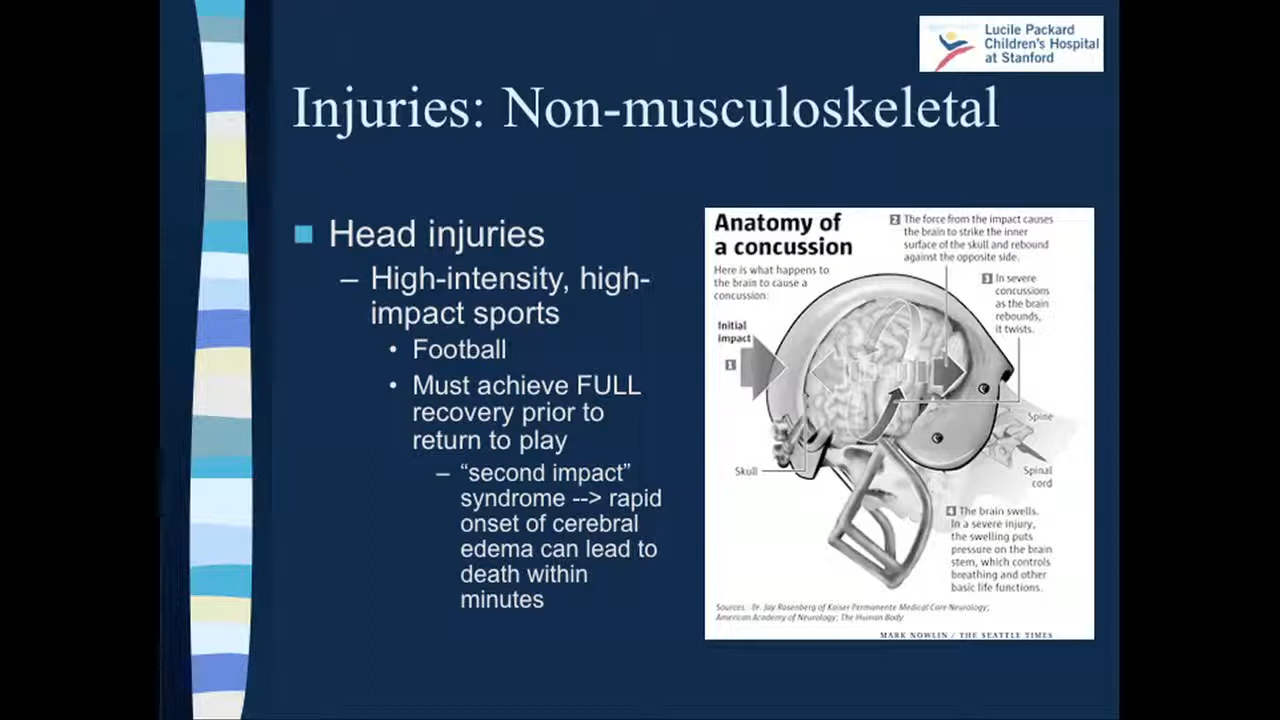 Lucile Packard
Children's Hospital
at Stanford
Injuries: Non-musculoskeletal
Head injuries
– High-intensity, high-
impact sports
• Football
• Must achieve FULL
recovery prior to
return to play
– “second impact”
syndrome --> rapid
onset of cerebral
edema can lead to
death within
minutes
Anatomy of
a concussion
Here is what happens to
the brain to cause a
concussion:
Initial
impact
1
2 The force from the impact causes
the brain to strike the inner
surface of the skull and rebound
against the opposite side.
3 In severe
concussions
as the brain
rebounds,
it twists.
Spine
Skull
Spinal
cord
4 The brain swells.
In a severe injury,
the swelling puts
pressure on the brain
stem, which controls
breathing and other
basic life functions.
Sources: Dr. Jay Rosenberg of Kaiser Permanente Medical Care Neurology;
American Academy of Neurology; The Human Body
MARK NOWLIN / THE SEATTLE TIMES